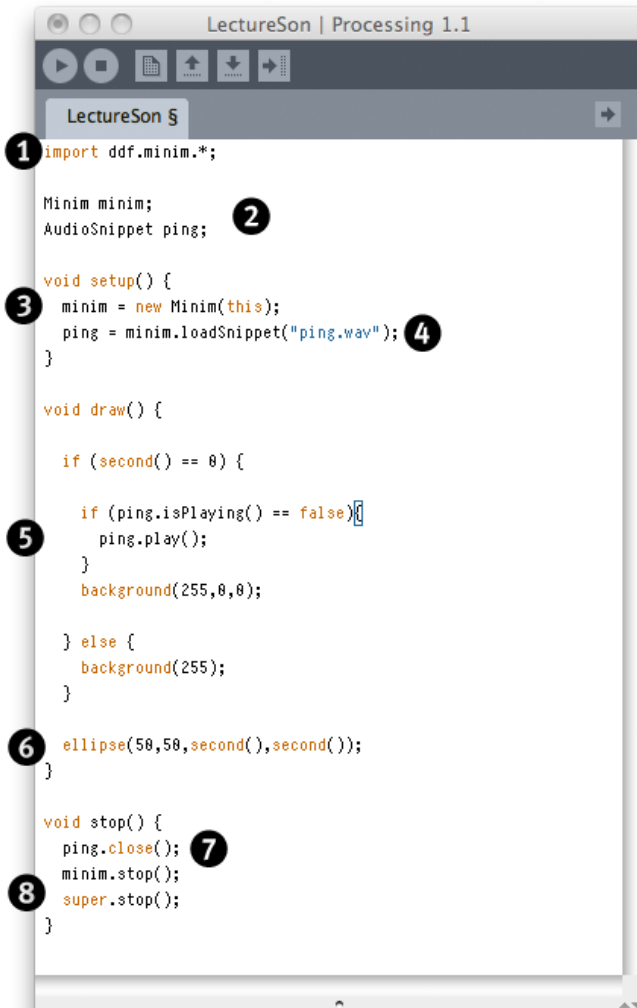 LectureSon | Processing 1.1
LectureSon §
1 import ddf.minim.*;
Minim minim;
2
AudioSnippet ping;
void setup() {
3 minim = new Minim(this);
ping = minim.loadSnippet("ping.wav"); 4
}
void draw() {
if (second() == 0) {
if (ping.isPlaying() == false){
5 ping.play();
}
background(255,0,0);
} else {
background(255);
}
6 ellipse(50,50,second(),second());
}
void stop() {
ping.close(); 7
minim.stop();
8 super.stop();
}